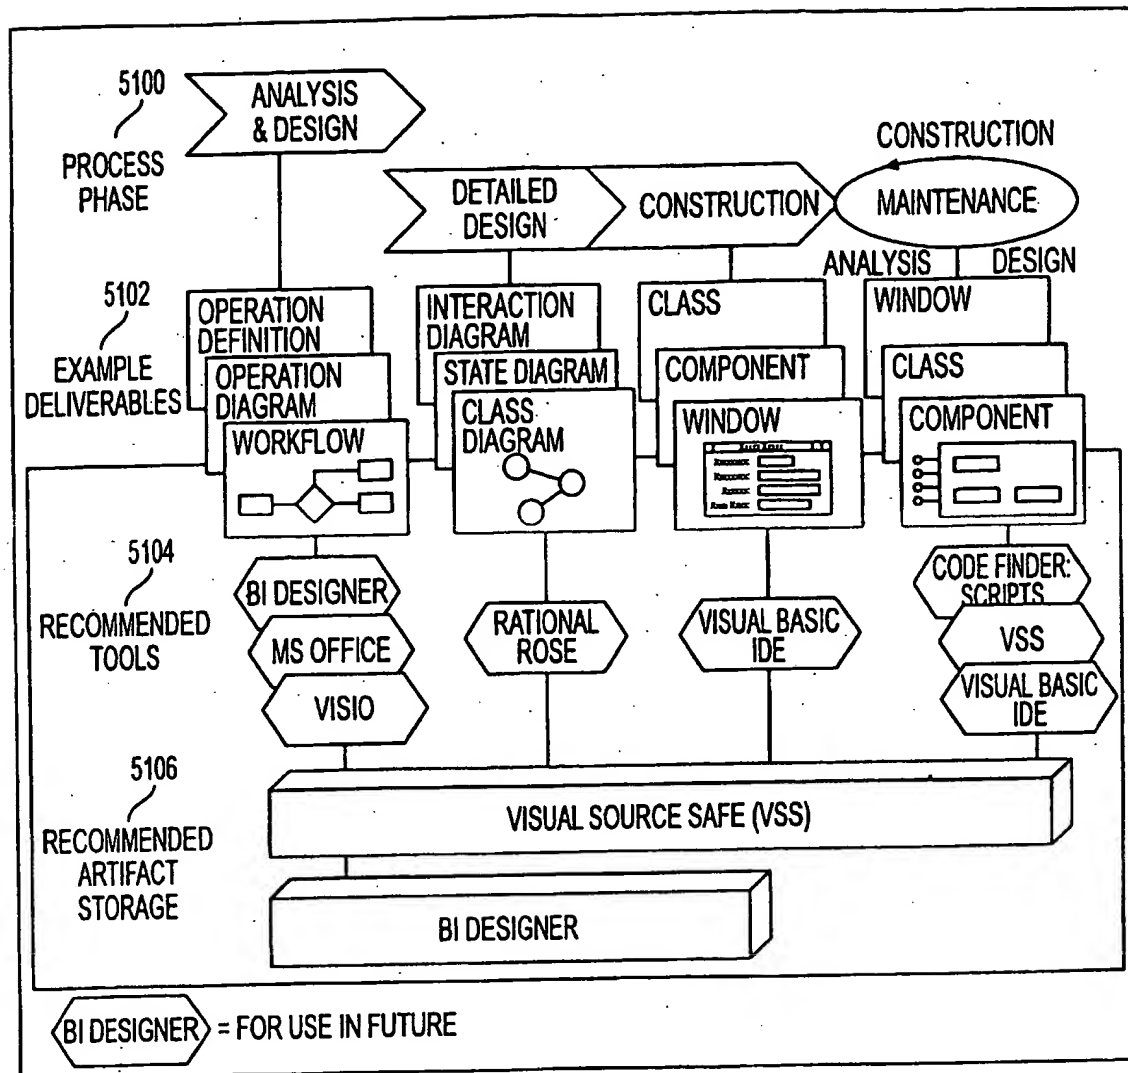 5100
PROCESS
PHASE
ANALYSIS
& DESIGN
DETAILED
DESIGN
CONSTRUCTION
CONSTRUCTION
MAINTENANCE
ANALYSIS
DESIGN
5102
EXAMPLE
DELIVERABLES
OPERATION
DEFINITION
OPERATION
DIAGRAM
WORKFLOW
INTERACTION
DIAGRAM
STATE DIAGRAM
CLASS
DIAGRAM
CLASS
COMPONENT
WINDOW
WINDOW
CLASS
COMPONENT
5104
RECOMMENDED
TOOLS
BI DESIGNER
MS OFFICE
VISIO
RATIONAL
ROSE
VISUAL BASIC
IDE
CODE FINDER:
SCRIPTS
VSS
VISUAL BASIC
IDE
5106
RECOMMENDED
ARTIFACT
STORAGE
VISUAL SOURCE SAFE (VSS)
BI DESIGNER
BI DESIGNER = FOR USE IN FUTURE